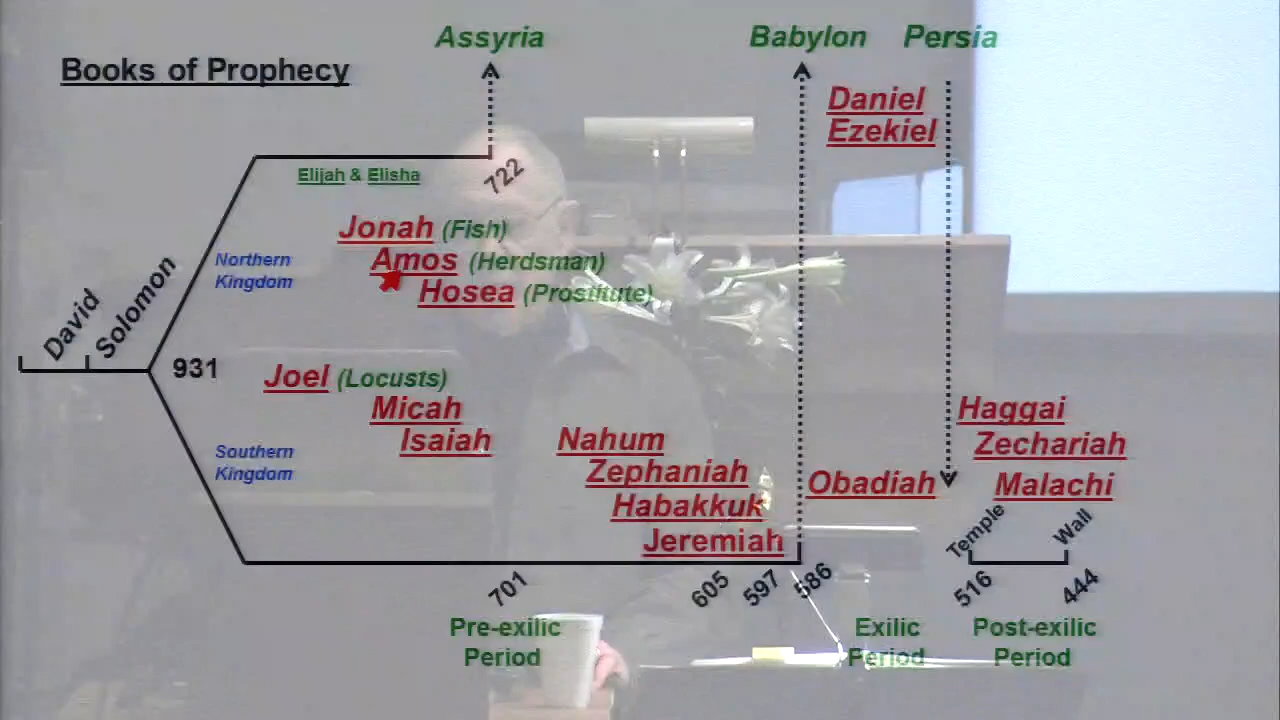 Assyria
Babylon
Persia
Books of Prophecy
Daniel
Ezekiel
Elijah & Elisha
722
Jonah (Fish)
Amos (Herdsman)
Hosea (Prostitute)
Northern
Kingdom
David
Solomon
931
Joel (Locusts)
Micah
Isaiah
Southern
Kingdom
Nahum
Zephaniah
Habakkuk
Jeremiah
Obadiah
Haggai
Zechariah
Malachi
Temple
Wall
701
605
597
586
516
444
Pre-exilic
Period
Exilic
Period
Post-exilic
Period